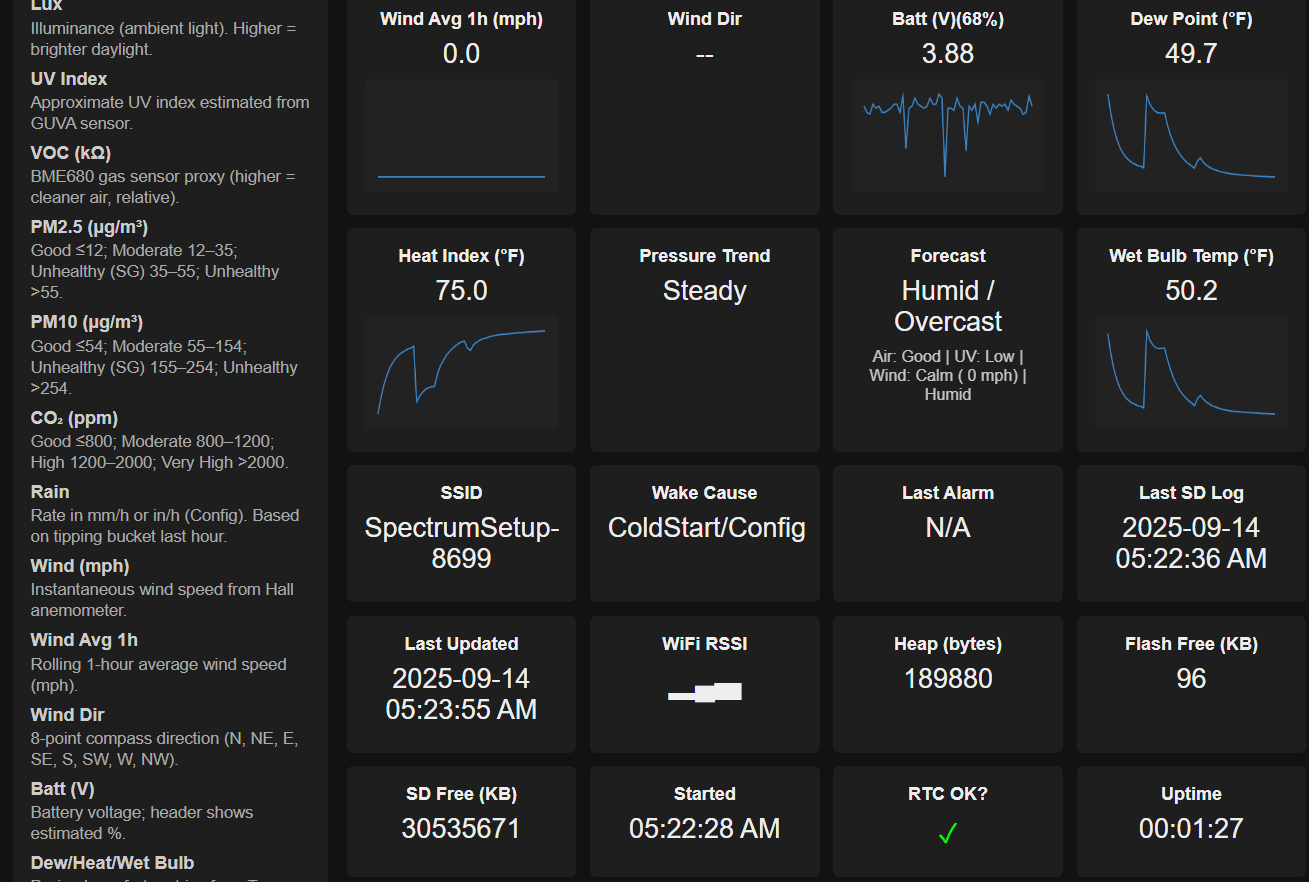 Lux
Illuminance (ambient light). Higher =
brighter daylight.
UV Index
Approximate UV index estimated from
GUVA sensor.
VOC (kΩ)
BME680 gas sensor proxy (higher =
cleaner air, relative).
PM2.5 (µg/m³)
Good ≤12; Moderate 12–35;
Unhealthy (SG) 35–55; Unhealthy
>55.
PM10 (µg/m³)
Good ≤54; Moderate 55–154;
Unhealthy (SG) 155–254; Unhealthy
>254.
CO₂ (ppm)
Good ≤800; Moderate 800–1200;
High 1200–2000; Very High >2000.
Rain
Rate in mm/h or in/h (Config). Based
on tipping bucket last hour.
Wind (mph)
Instantaneous wind speed from Hall
anemometer.
Wind Avg 1h
Rolling 1-hour average wind speed
(mph).
Wind Dir
8-point compass direction (N, NE, E,
SE, S, SW, W, NW).
Batt (V)
Battery voltage; header shows
estimated %.
Dew/Heat/Wet Bulb
Wind Avg 1h (mph)
0.0
Wind Dir
--
Batt (V)(68%)
3.88
Dew Point (°F)
49.7
Heat Index (°F)
75.0
Pressure Trend
Steady
Forecast
Humid /
Overcast
Air: Good | UV: Low |
Wind: Calm ( 0 mph) |
Humid
Wet Bulb Temp (°F)
50.2
SSID
SpectrumSetup-
8699
Wake Cause
ColdStart/Config
Last Alarm
N/A
Last SD Log
2025-09-14
05:22:36 AM
Last Updated
2025-09-14
05:23:55 AM
WiFi RSSI
Heap (bytes)
189880
Flash Free (KB)
96
SD Free (KB)
30535671
Started
05:22:28 AM
RTC OK?
✓
Uptime
00:01:27